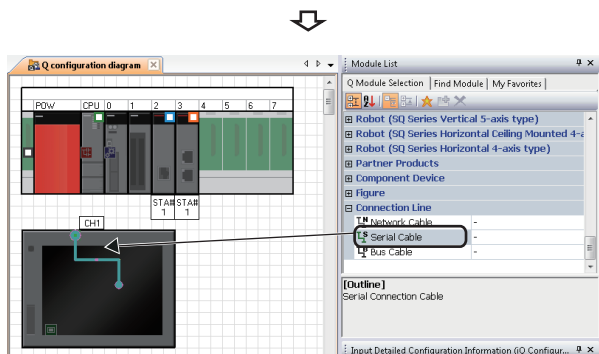 Q configuration diagram
Module List
Q Module Selection Find Module My Favorites
POW CPU 0 1 2 3 4 5 6 7
Robot (SQ Series Vertical 5-axis type)
Robot (SQ Series Horizontal Ceiling Mounted 4-a
Robot (SQ Series Horizontal 4-axis type)
Partner Products
Component Device
Figure
Connection Line
STA# STA#
1 1
CH1
Network Cable -
Serial Cable -
Bus Cable -
[Outline]
Serial Connection Cable
Input Detailed Configuration Information (iQ Configur...